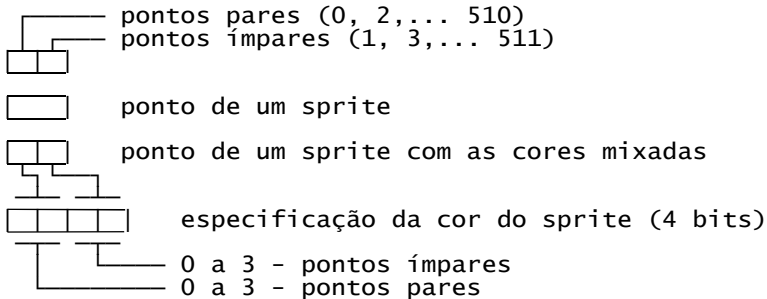 pontos pares (0, 2,... 510)
pontos ímpares (1, 3,... 511)
ponto de um sprite
ponto de um sprite com as cores mixadas
especificação da cor do sprite (4 bits)
0 a 3 - pontos ímpares
0 a 3 - pontos pares